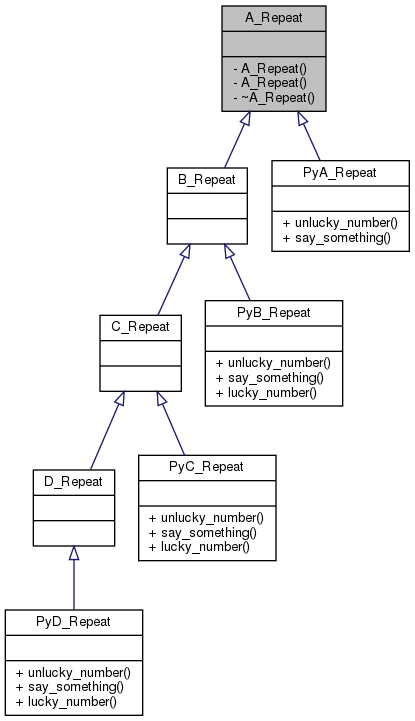 A_Repeat
- A_Repeat()
- A_Repeat()
- ~A_Repeat()
B_Repeat
PyA_Repeat
+ unlucky_number()
+ say_something()
C_Repeat
PyB_Repeat
+ unlucky_number()
+ say_something()
+ lucky_number()
D_Repeat
PyC_Repeat
+ unlucky_number()
+ say_something()
+ lucky_number()
PyD_Repeat
+ unlucky_number()
+ say_something()
+ lucky_number()